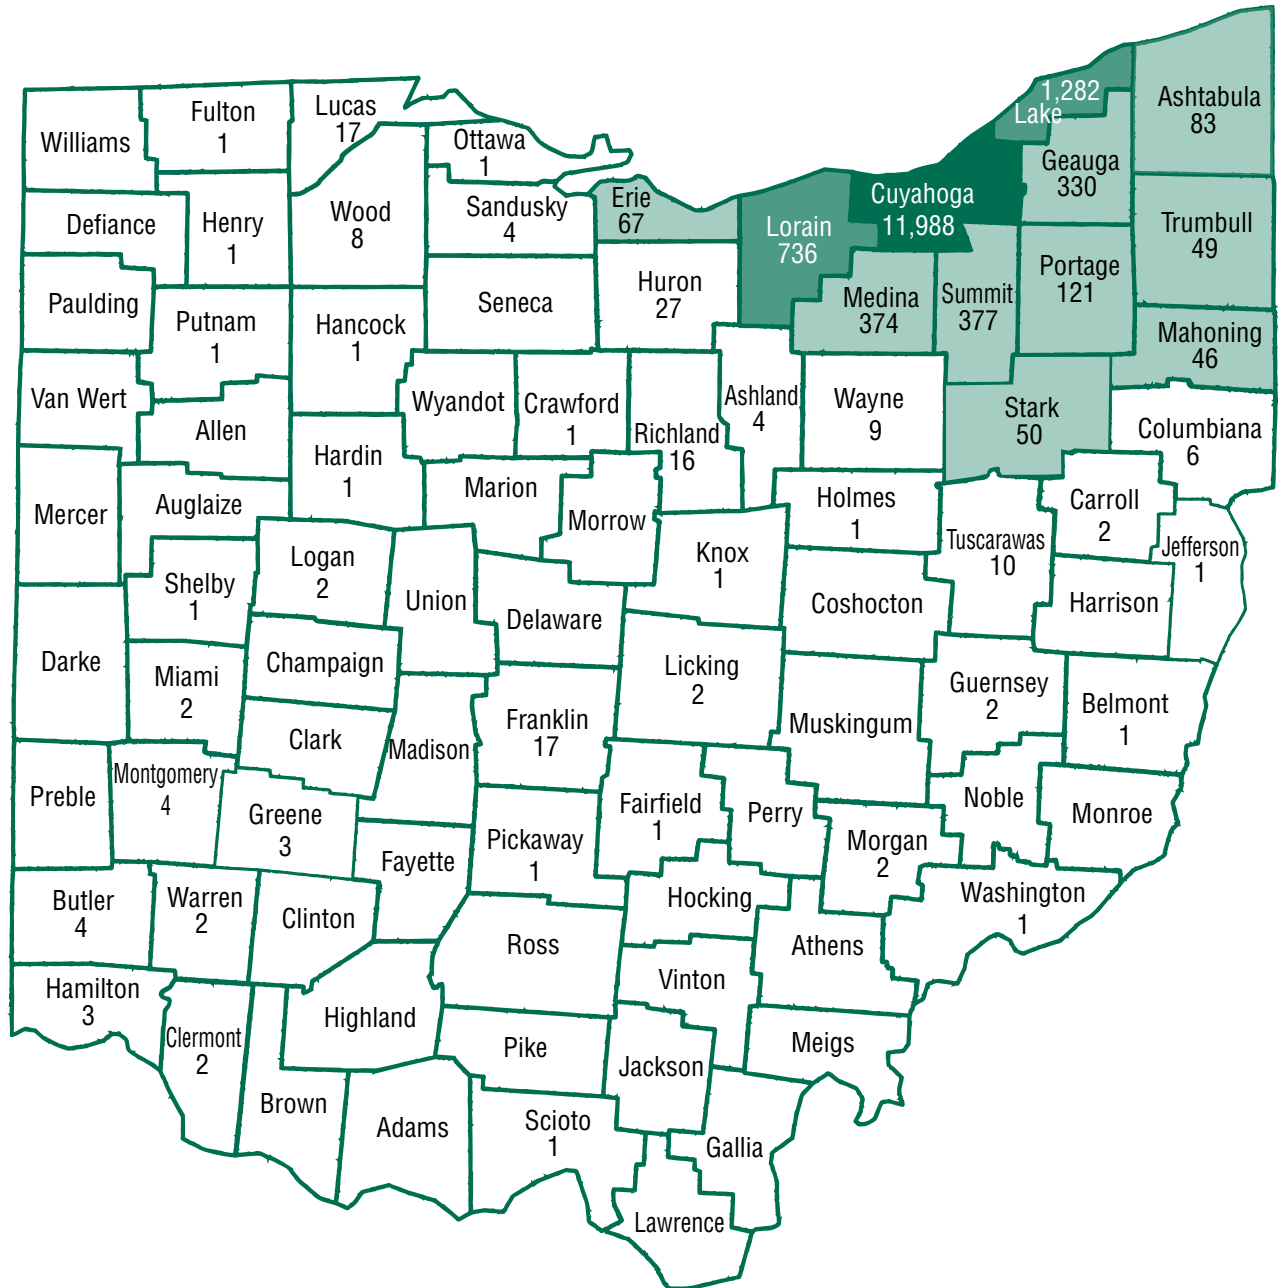 Williams
Fulton
1
Lucas
17
Ottawa
1
1,282
Lake
Ashtabula
83
Geauga
330
Defiance
Henry
1
Wood
8
Sandusky
4
Erie
67
Lorain
736
Cuyahoga
11,988
Trumbull
49
Paulding
Putnam
1
Hancock
1
Seneca
Huron
27
Medina
374
Summit
377
Portage
121
Mahoning
46
Van Wert
Allen
Wyandot
Crawford
1
Richland
16
Ashland
4
Wayne
9
Stark
50
Columbiana
6
Mercer
Auglaize
Hardin
1
Marion
Morrow
Holmes
1
Tuscarawas
10
Carroll
2
Jefferson
1
Shelby
1
Logan
2
Union
Delaware
Knox
1
Coshocton
Harrison
Darke
Miami
2
Champaign
Licking
2
Muskingum
Guernsey
2
Belmont
1
Clark
Madison
Franklin
17
Preble
Montgomery
4
Greene
3
Fayette
Pickaway
1
Fairfield
1
Perry
Morgan
2
Noble
Monroe
Butler
4
Warren
2
Clinton
Ross
Hocking
Athens
Washington
1
Hamilton
3
Clermont
2
Highland
Pike
Vinton
Jackson
Meigs
Brown
Adams
Scioto
1
Gallia
Lawrence